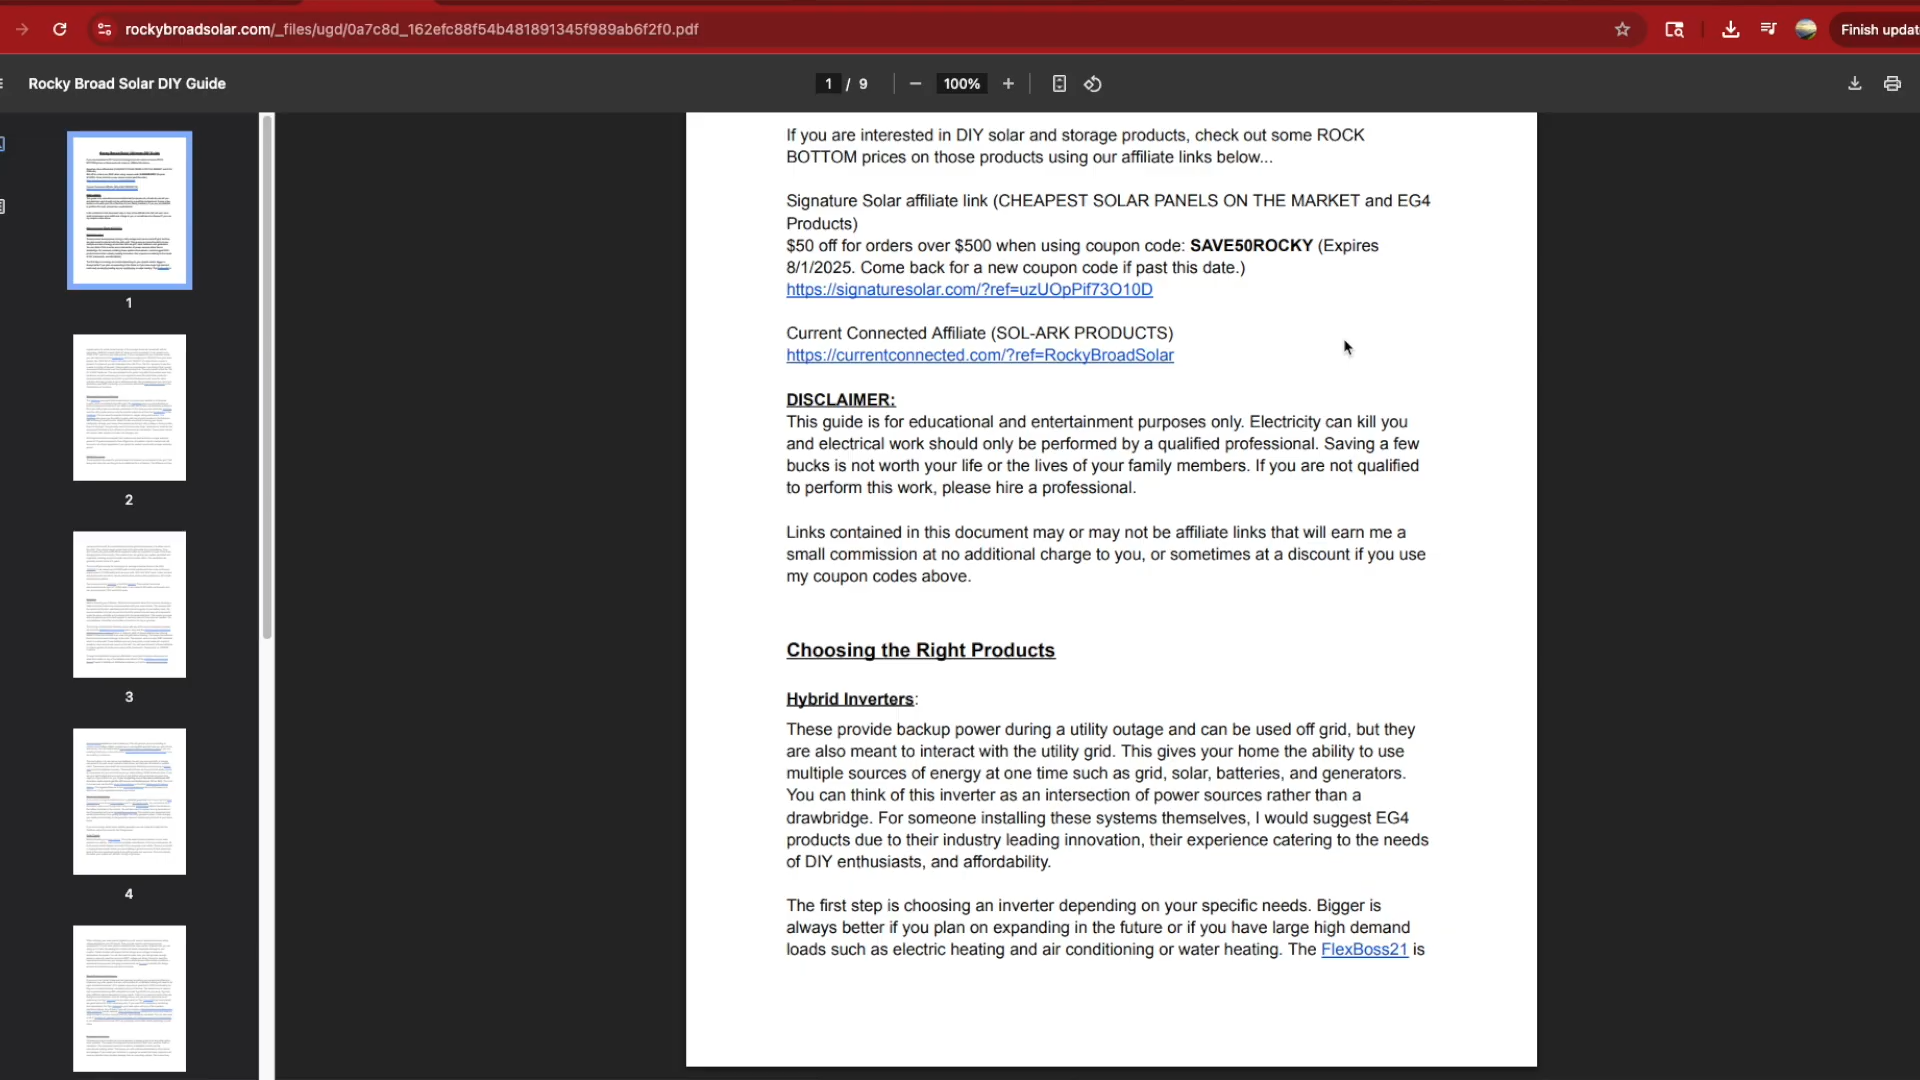 rockybroadsolar.com/_files/ugd/0a7c8d_162efc88f54b481891345f989ab6f2f0.pdf
Finish updat
Rocky Broad Solar DIY Guide
1 / 9
100%
If you are interested in DIY solar and storage products, check out some ROCK
BOTTOM prices on those products using our affiliate links below...
Signature Solar affiliate link (CHEAPEST SOLAR PANELS ON THE MARKET and EG4
Products)
$50 off for orders over $500 when using coupon code: SAVE50ROCKY (Expires
8/1/2025. Come back for a new coupon code if past this date.)
https://signaturesolar.com/?ref=uzUOpPif73O10D
Current Connected Affiliate (SOL-ARK PRODUCTS)
https://currentconnected.com/?ref=RockyBroadSolar
DISCLAIMER:
This guide is for educational and entertainment purposes only. Electricity can kill you
and electrical work should only be performed by a qualified professional. Saving a few
bucks is not worth your life or the lives of your family members. If you are not qualified
to perform this work, please hire a professional.
Links contained in this document may or may not be affiliate links that will earn me a
small commission at no additional charge to you, or sometimes at a discount if you use
my coupon codes above.
Choosing the Right Products
Hybrid Inverters:
These provide backup power during a utility outage and can be used off grid, but they
are also meant to interact with the utility grid. This gives your home the ability to use
multiple sources of energy at one time such as grid, solar, batteries, and generators.
You can think of this inverter as an intersection of power sources rather than a
drawbridge. For someone installing these systems themselves, I would suggest EG4
products due to their industry leading innovation, their experience catering to the needs
of DIY enthusiasts, and affordability.
The first step is choosing an inverter depending on your specific needs. Bigger is
always better if you plan on expanding in the future or if you have large high demand
loads such as electric heating and air conditioning or water heating. The FlexBoss21 is
1
2
3
4